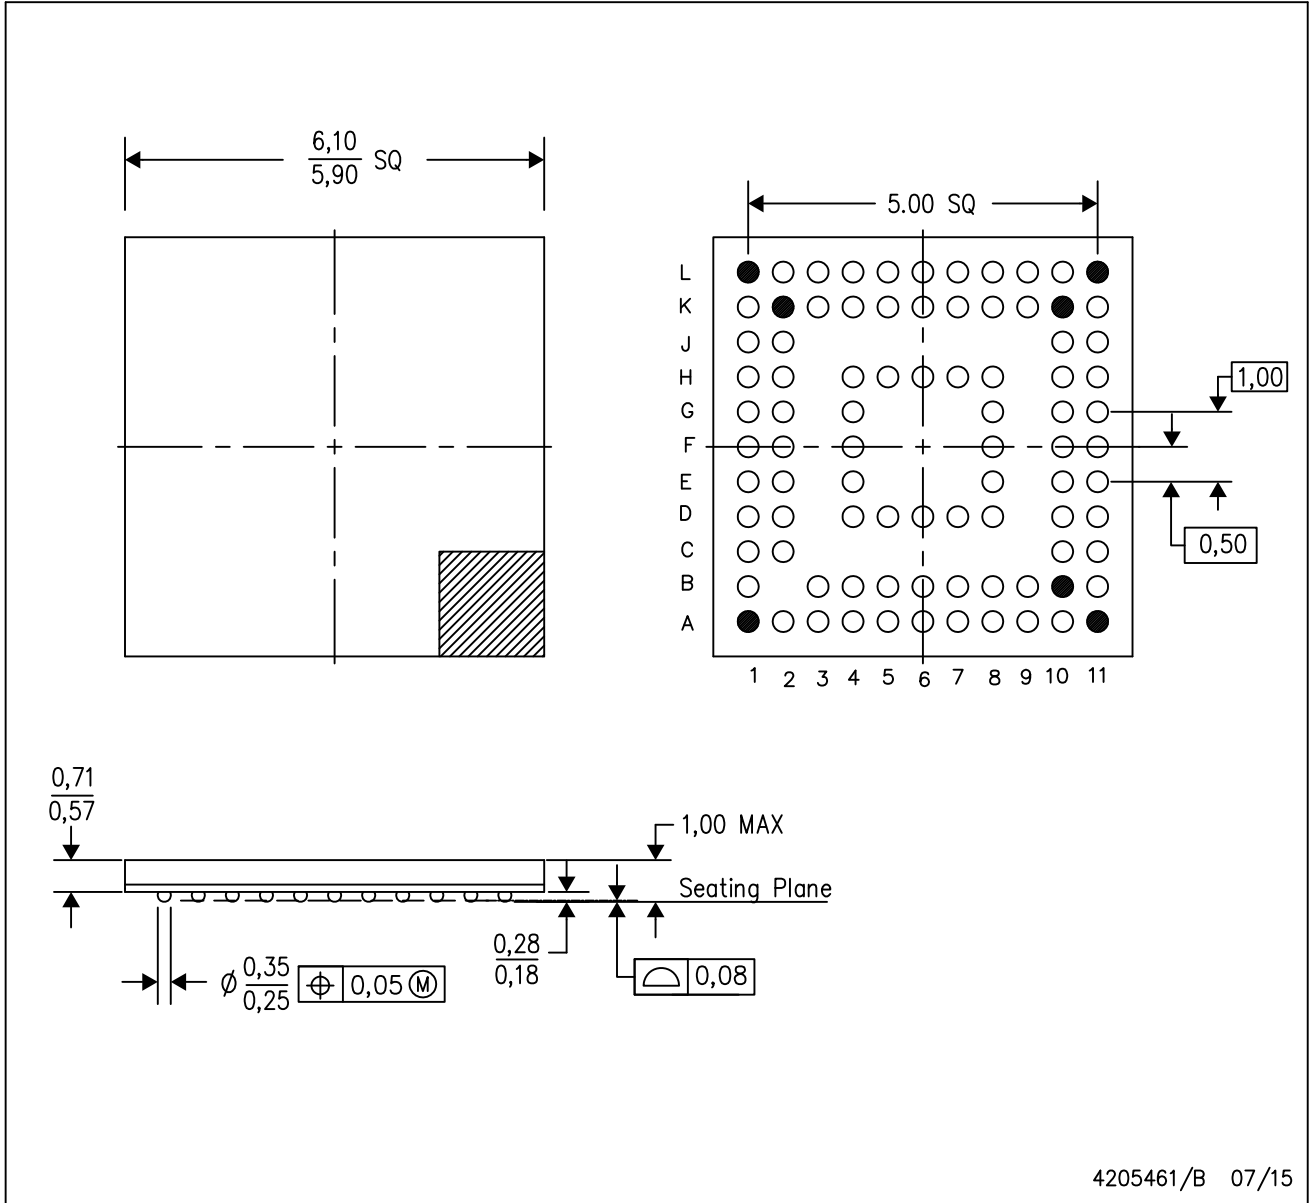 6,10
5,90 SQ
5.00 SQ
L
K
J
H
G
F
E
D
C
B
A
1,00
0,50
1 2 3 4 5 6 7 8 9 10 11
0,71
0,57
1,00 MAX
Seating Plane
0,28
0,18
Ø 0,35
0,25
⌖ 0,05 Ⓜ
⌓ 0,08
4205461/B 07/15